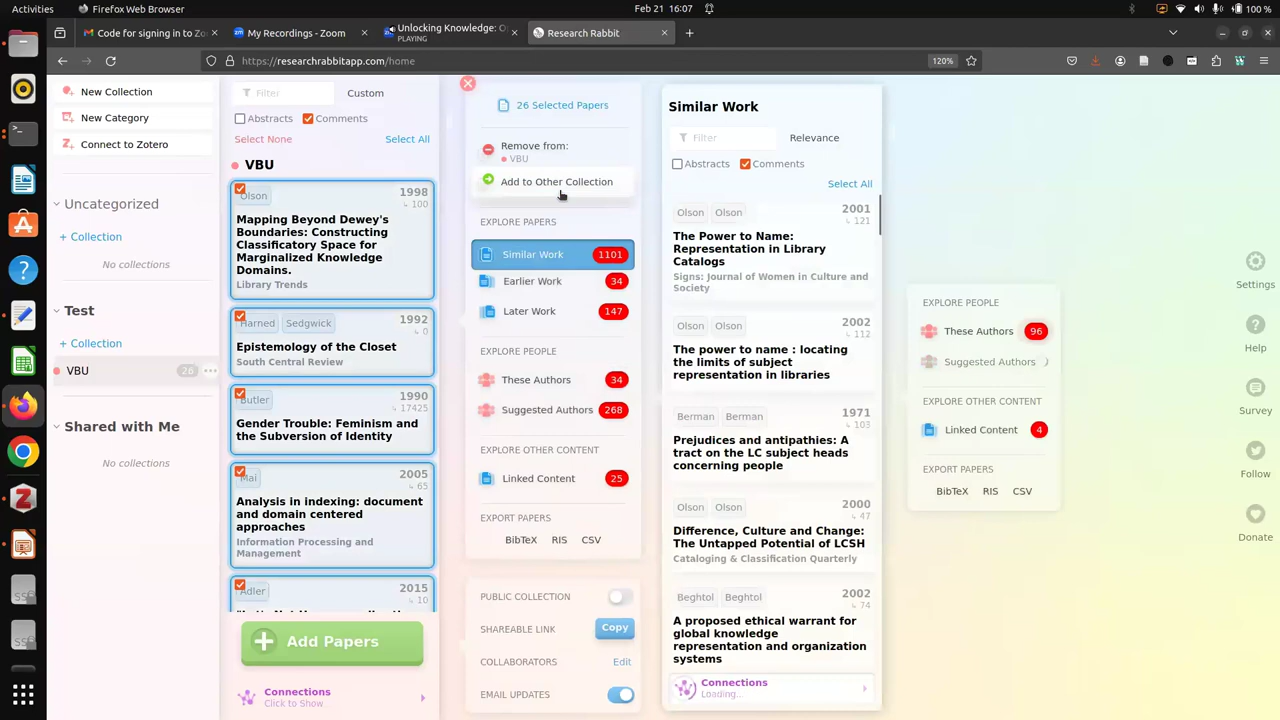 Activities
Firefox Web Browser
Feb 21 16:07
100 %
Code for signing in to Zo
My Recordings - Zoom
Unlocking Knowledge: O
PLAYING
Research Rabbit
https://researchrabbitapp.com/home
120%
New Collection
New Category
Connect to Zotero
Uncategorized
+ Collection
No collections
Test
+ Collection
VBU 26
Shared with Me
No collections
Filter
Custom
Abstracts
Comments
Select None
Select All
VBU
Olson
1998
100
Mapping Beyond Dewey's
Boundaries: Constructing
Classificatory Space for
Marginalized Knowledge
Domains.
Library Trends
Harned Sedgwick
1992
0
Epistemology of the Closet
South Central Review
Butler
1990
17425
Gender Trouble: Feminism and
the Subversion of Identity
Mai
2005
65
Analysis in indexing: document
and domain centered
approaches
Information Processing and
Management
Adler
2015
10
Add Papers
Connections
Click to Show
26 Selected Papers
Remove from:
VBU
Add to Other Collection
EXPLORE PAPERS
Similar Work 1101
Earlier Work 34
Later Work 147
EXPLORE PEOPLE
These Authors 34
Suggested Authors 268
EXPLORE OTHER CONTENT
Linked Content 25
EXPORT PAPERS
BibTeX RIS CSV
PUBLIC COLLECTION
SHAREABLE LINK Copy
COLLABORATORS Edit
EMAIL UPDATES
Similar Work
Filter
Relevance
Abstracts
Comments
Select All
Olson Olson
2001
121
The Power to Name:
Representation in Library
Catalogs
Signs: Journal of Women in Culture and
Society
Olson Olson
2002
112
The power to name : locating
the limits of subject
representation in libraries
Berman Berman
1971
103
Prejudices and antipathies: A
tract on the LC subject heads
concerning people
Olson Olson
2000
47
Difference, Culture and Change:
The Untapped Potential of LCSH
Cataloging & Classification Quarterly
Beghtol Beghtol
2002
74
A proposed ethical warrant for
global knowledge
representation and organization
systems
Connections
Loading...
EXPLORE PEOPLE
These Authors 96
Suggested Authors
EXPLORE OTHER CONTENT
Linked Content 4
EXPORT PAPERS
BibTeX RIS CSV
Settings
Help
Survey
Follow
Donate